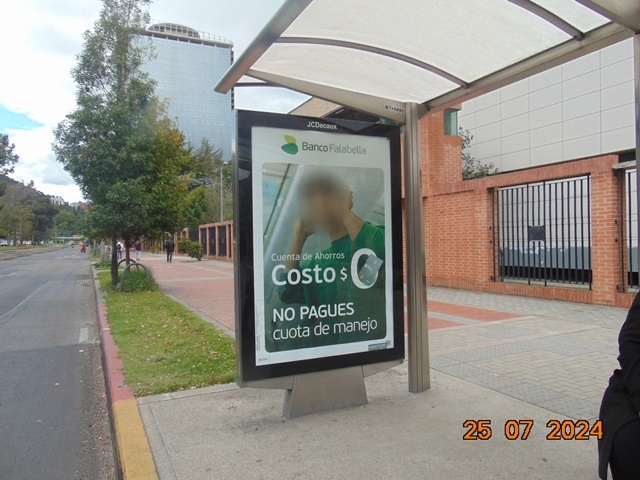 JCDecaux
Banco Falabella
Cuenta de Ahorros
Costo $0
NO PAGUES
cuota de manejo
25 07 2024